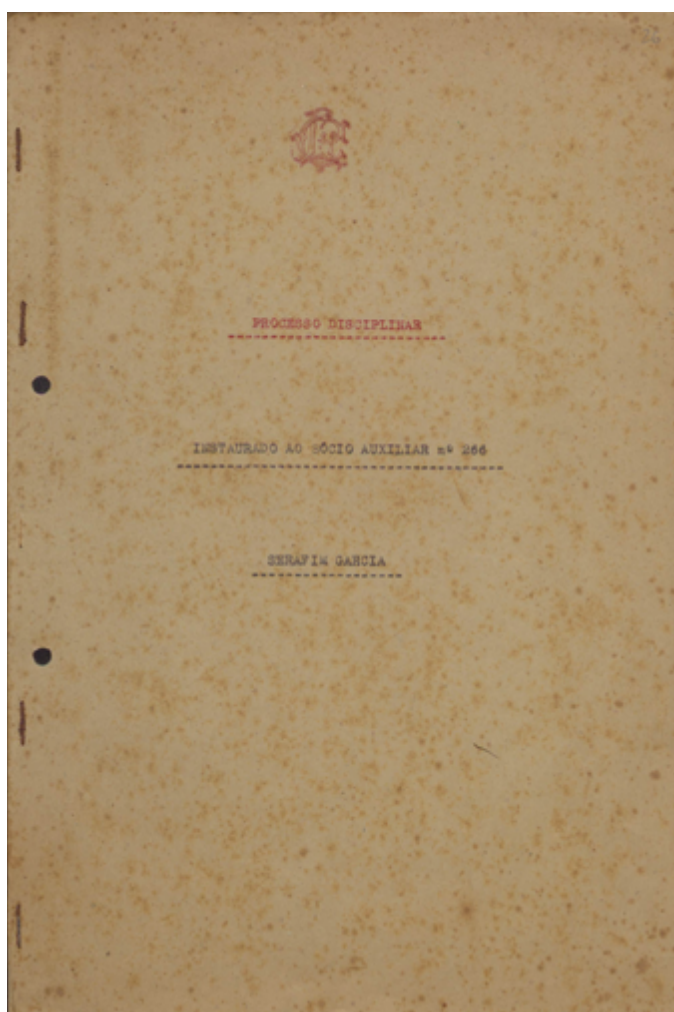 PROCESSO DISCIPLINAR
INSTAURADO AO SÓCIO AUXILIAR nº 266
SERAFIM GARCIA